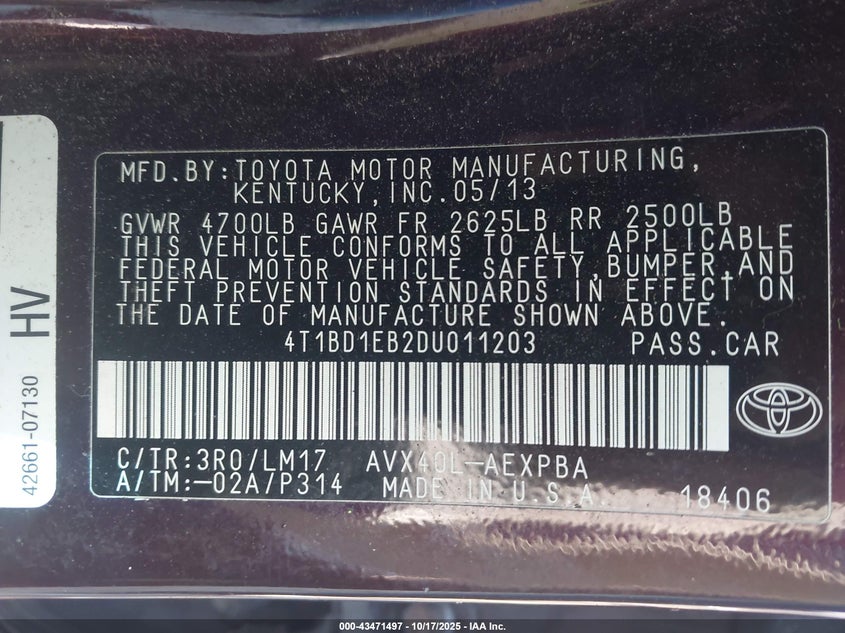 MFD.BY:TOYOTA MOTOR MANUFACTURING,
KENTUCKY,INC.05/13
GVWR 4700LB GAWR FR 2625LB RR 2500LB
THIS VEHICLE CONFORMS TO ALL APPLICABLE
FEDERAL MOTOR VEHICLE SAFETY,BUMPER,AND
THEFT PREVENTION STANDARDS IN EFFECT ON
THE DATE OF MANUFACTURE SHOWN ABOVE.
4T1BD1EB2DU011203 PASS.CAR
C/TR:3R0/LM17 AVX40L-AEXPBA
A/TM:-02A/P314 MADE IN U.S.A. 18406
HV
42661-07130
000-43471497 - 10/17/2025 - IAA Inc.